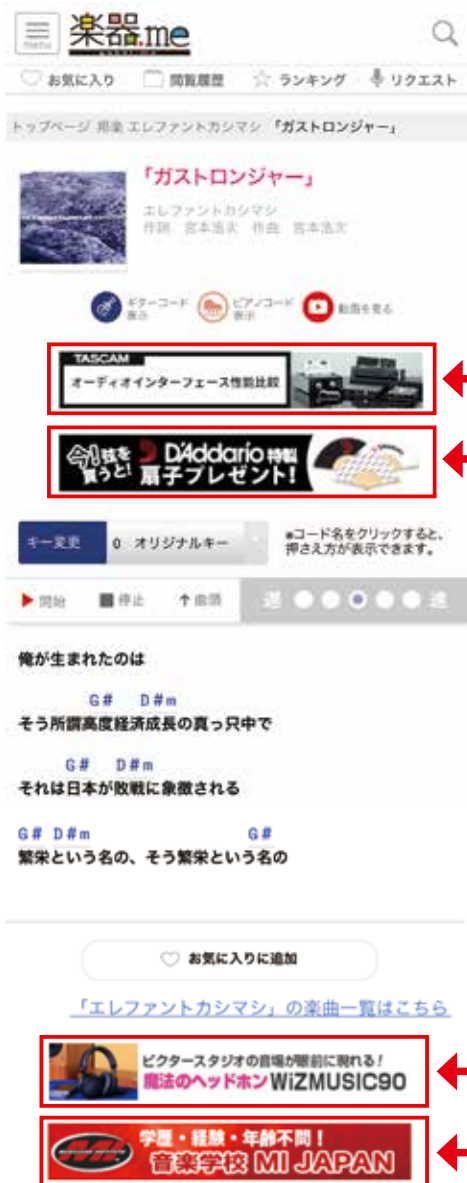 menu 楽器.me
お気に入り 閲覧履歴 ランキング リクエスト
トップページ 邦楽 エレファントカシマシ 「ガストロンジャー」
「ガストロンジャー」
エレファントカシマシ
作詞 宮本浩次 作曲 宮本浩次
ギターコード表示 ピアノコード表示 動画を見る
TASCAM
オーディオインターフェース性能比較
今!弦を買うと! D'Addario 特製
扇子プレゼント!
キー変更 0 オリジナルキー
※コード名をクリックすると、
押さえ方が表示できます。
開始 停止 曲頭 遅 速
俺が生まれたのは
G# D#m
そう所謂高度経済成長の真っ只中で
G# D#m
それは日本が敗戦に象徴される
G# D#m G#
繁栄という名の、そう繁栄という名の
お気に入りに追加
「エレファントカシマシ」の楽曲一覧はこちら
ビクタースタジオの音場が眼前に現れる!
魔法のヘッドホン WiZMUSIC90
学歴・経験・年齢不問!
音楽学校 MI JAPAN